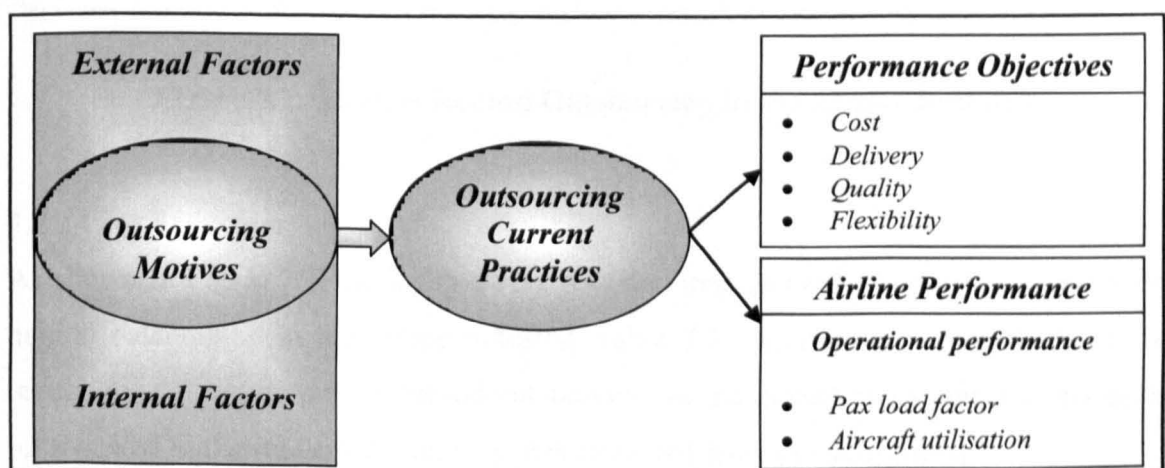 External Factors
Outsourcing
Motives
Internal Factors
Outsourcing
Current
Practices
Performance Objectives
• Cost
• Delivery
• Quality
• Flexibility
Airline Performance
Operational performance
• Pax load factor
• Aircraft utilisation